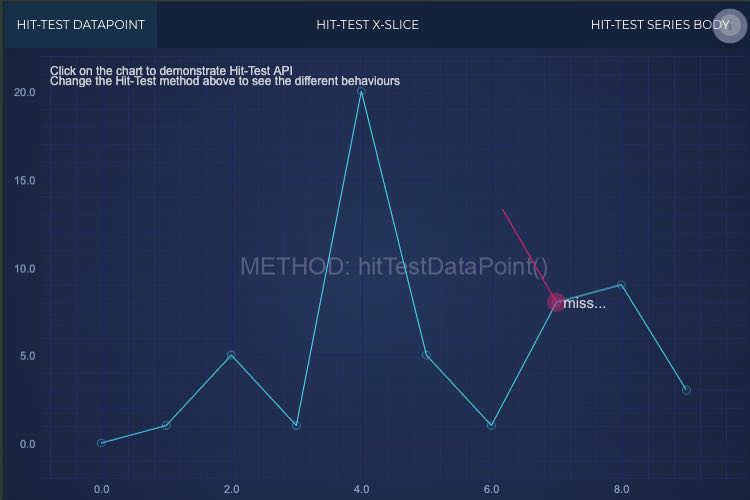 HIT-TEST DATAPOINT
HIT-TEST X-SLICE
HIT-TEST SERIES BODY
Click on the chart to demonstrate Hit-Test API
Change the Hit-Test method above to see the different behaviours
20.0
15.0
METHOD: hitTestDataPoint()
10.0
miss...
5.0
0.0
0.0 2.0 4.0 6.0 8.0